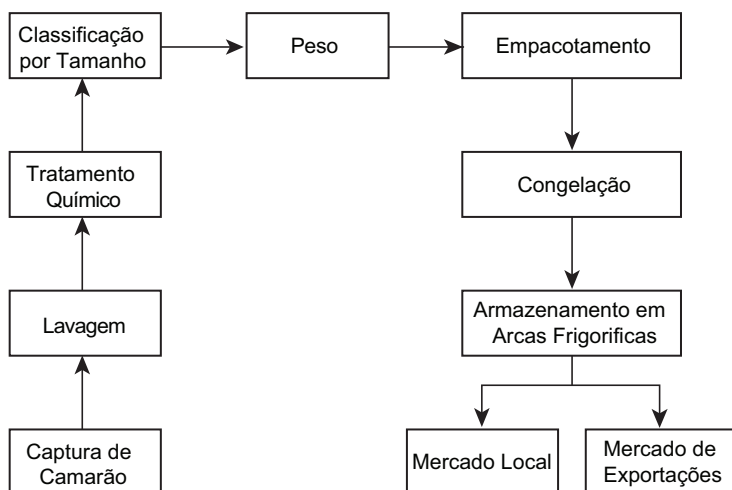 Classificação
por Tamanho
Peso
Empacotamento
Tratamento
Químico
Congelação
Lavagem
Armazenamento em
Arcas Frigorificas
Captura de
Camarão
Mercado Local
Mercado de
Exportações